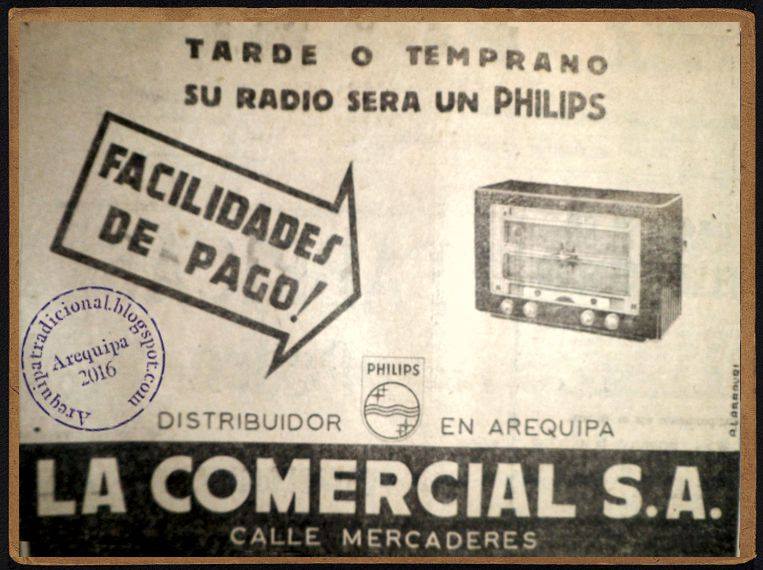 TARDE O TEMPRANO
SU RADIO SERA UN PHILIPS
FACILIDADES
DE PAGO!
Arequipatradicional.blogspot.com
Arequipa
2016
PHILIPS
DISTRIBUIDOR EN AREQUIPA
LA COMERCIAL S.A.
CALLE MERCADERES